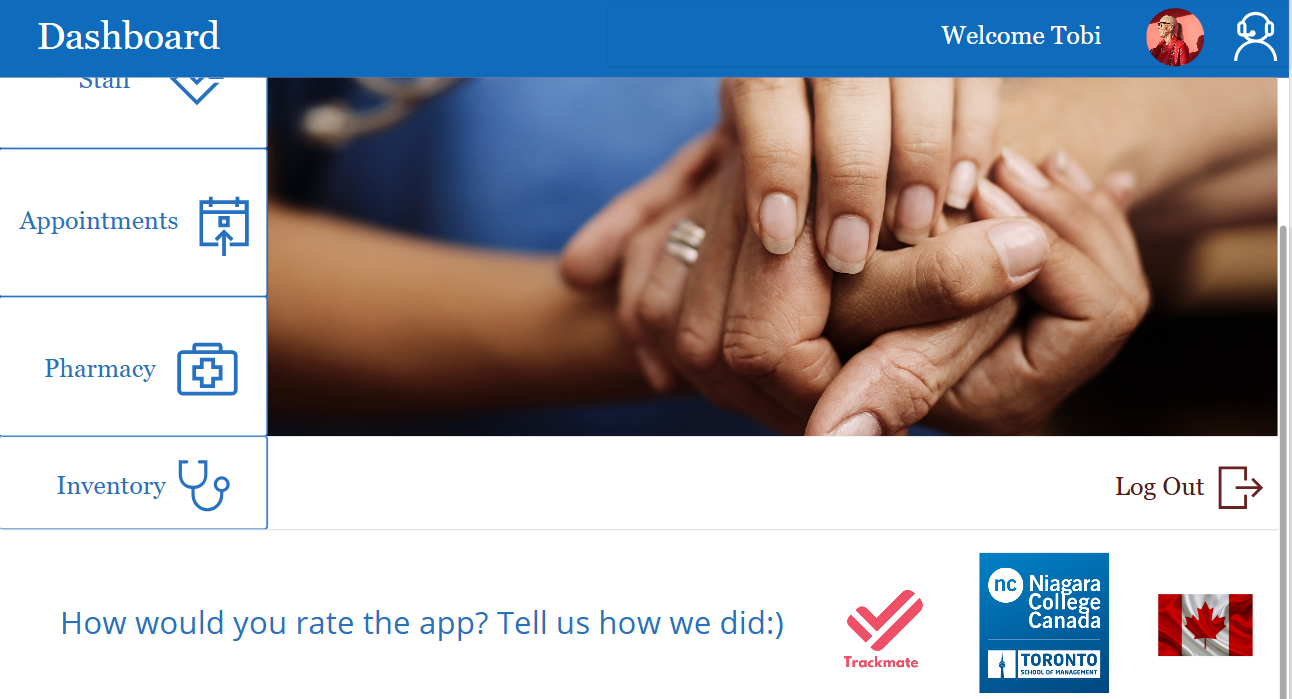 Dashboard
Welcome Tobi
Staff
Appointments
Pharmacy
Inventory
Log Out
How would you rate the app? Tell us how we did:)
Trackmate
nc Niagara
College
Canada
TORONTO
SCHOOL OF MANAGEMENT